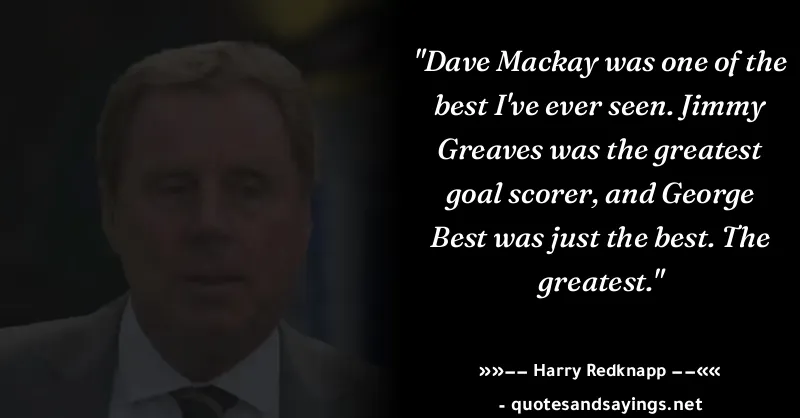 "Dave Mackay was one of the
best I've ever seen. Jimmy
Greaves was the greatest
goal scorer, and George
Best was just the best. The
greatest."
»»−− Harry Redknapp −−««
- quotesandsayings.net